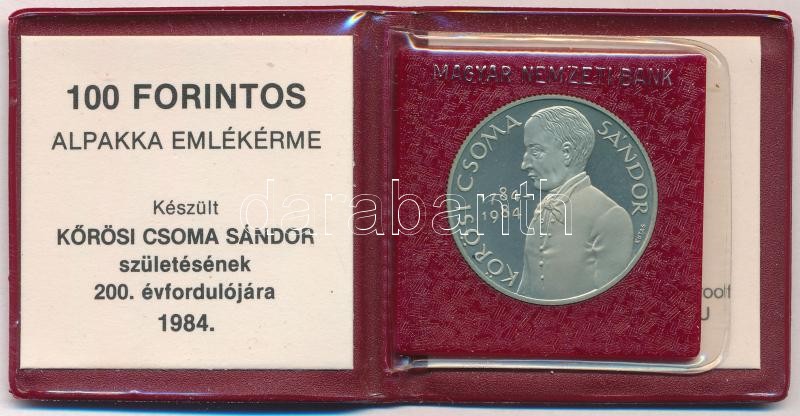 100 FORINTOS
ALPAKKA EMLÉKÉRME
Készült
KŐRÖSI CSOMA SÁNDOR
születésének
200. évfordulójára
1984.
MAGYAR NEMZETI BANK
KŐRÖSI CSOMA SÁNDOR
1784
1984
darabanth